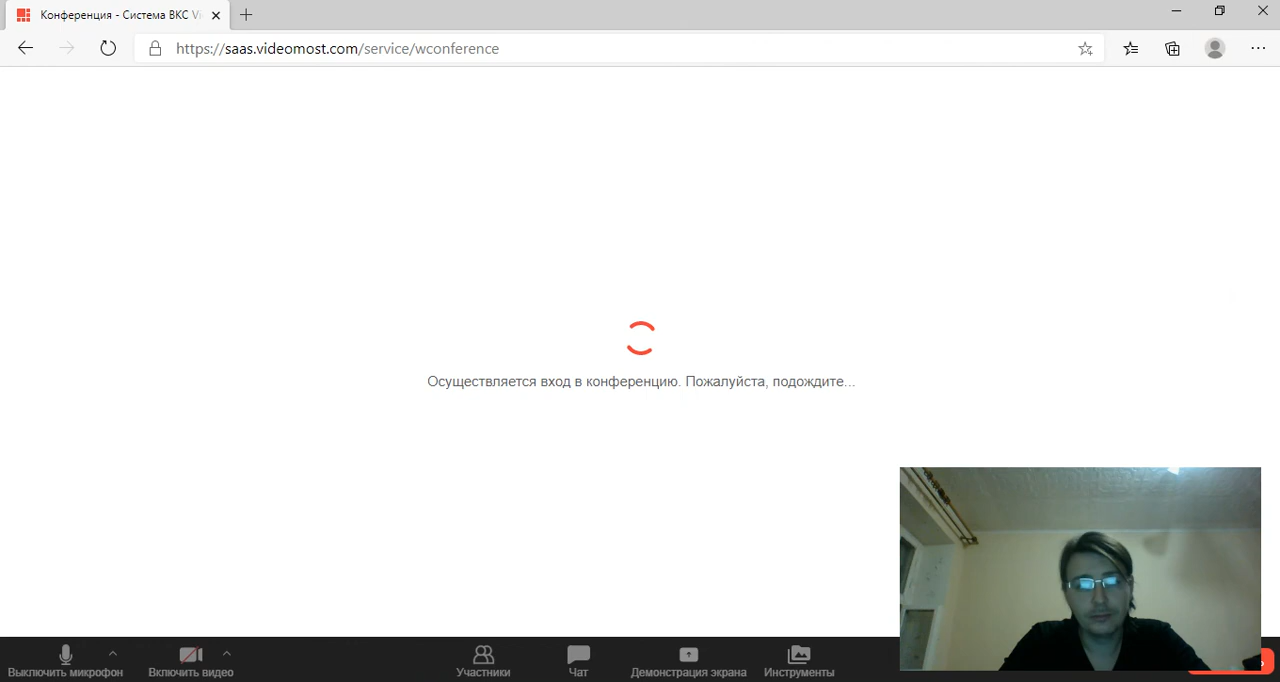 Конференция - Система ВКС Vi
https://saas.videomost.com/service/wconference
Осуществляется вход в конференцию. Пожалуйста, подождите...
Выключить микрофон
Включить видео
Участники
Чат
Демонстрация экрана
Инструменты